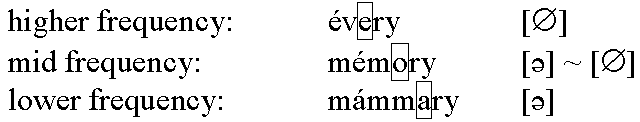 higher frequency: évery [∅]
mid frequency: mémory [ə] ~ [∅]
lower frequency: mámmary [ə]